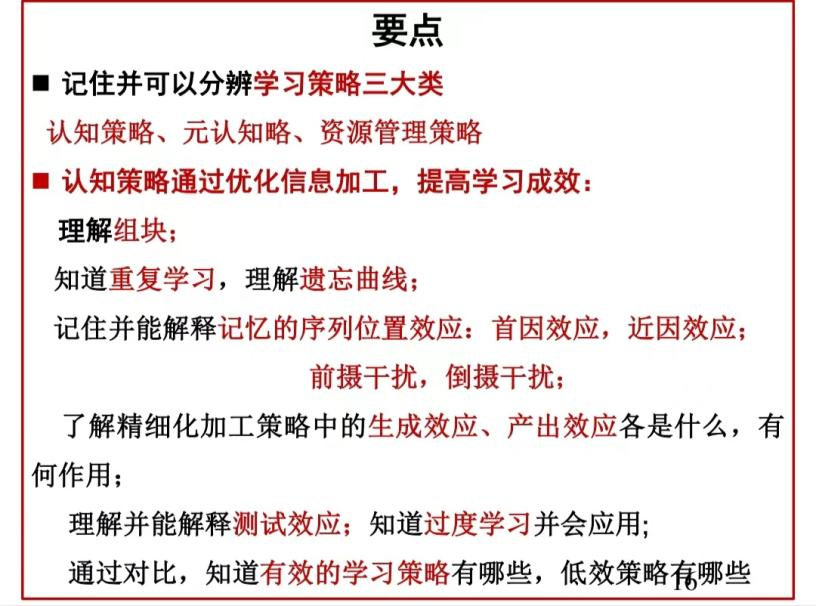 要点
■ 记住并可以分辨学习策略三大类
认知策略、元认知略、资源管理策略
■ 认知策略通过优化信息加工，提高学习成效：
理解组块；
知道重复学习，理解遗忘曲线；
记住并能解释记忆的序列位置效应：首因效应，近因效应；
前摄干扰，倒摄干扰；
了解精细化加工策略中的生成效应、产出效应各是什么，有
何作用；
理解并能解释测试效应；知道过度学习并会应用;
通过对比，知道有效的学习策略有哪些，低效策略有哪些
16